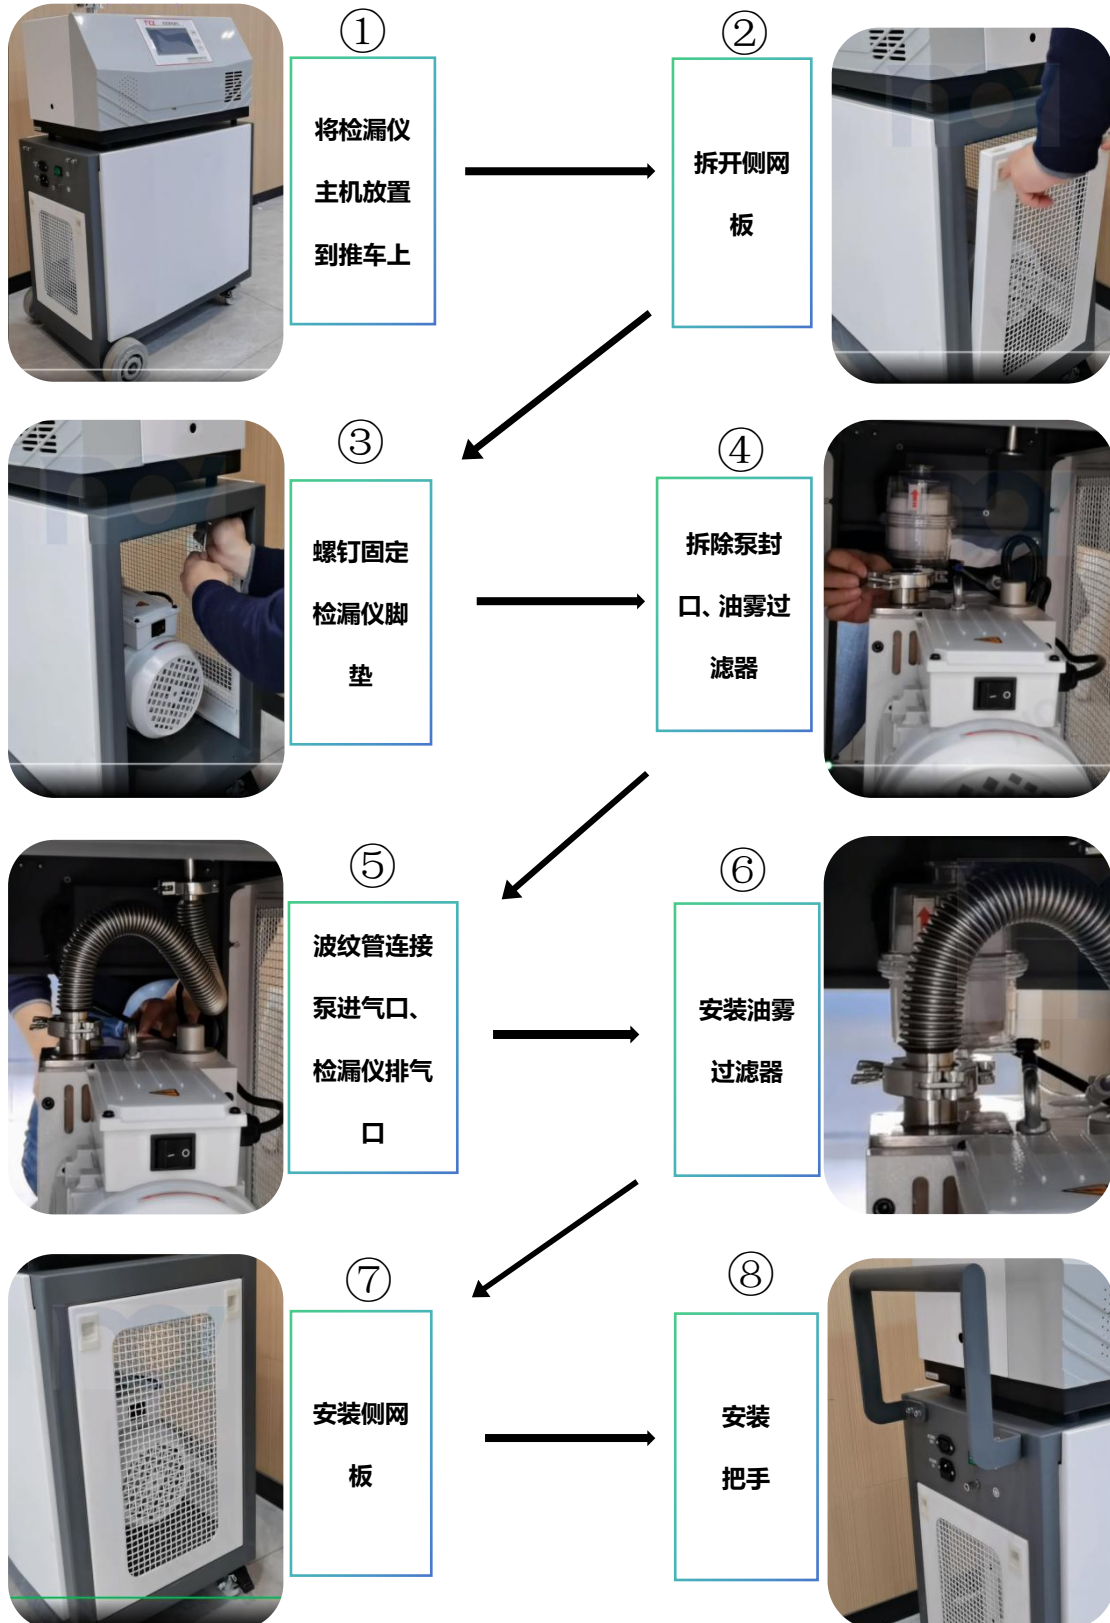 ①
将检漏仪
主机放置
到推车上
②
拆开侧网
板
③
螺钉固定
检漏仪脚
垫
④
拆除泵封
口、油雾过
滤器
⑤
波纹管连接
泵进气口、
检漏仪排气
口
⑥
安装油雾
过滤器
⑦
安装侧网
板
⑧
安装
把手